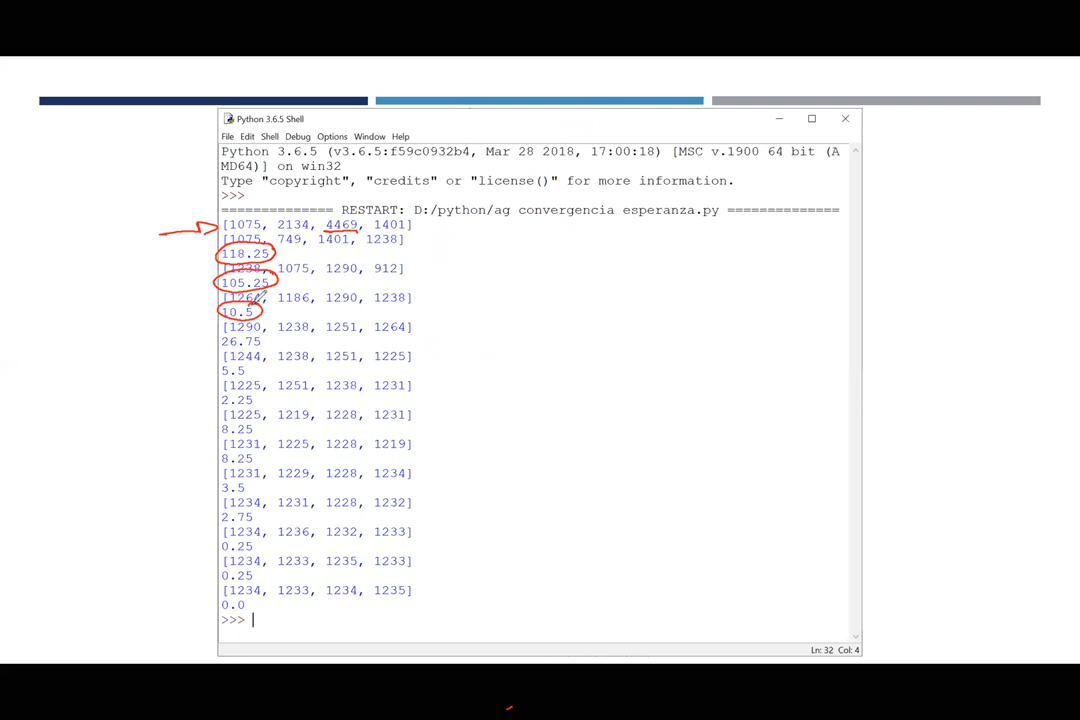 Python 3.6.5 Shell
File Edit Shell Debug Options Window Help
Python 3.6.5 (v3.6.5:f59c0932b4, Mar 28 2018, 17:00:18) [MSC v.1900 64 bit (A
MD64)] on win32
Type "copyright", "credits" or "license()" for more information.
>>>
============== RESTART: D:/python/ag convergencia esperanza.py ==============
[1075, 2134, 4469, 1401]
[1075, 749, 1401, 1238]
118.25
[1238, 1075, 1290, 912]
105.25
[1264, 1186, 1290, 1238]
10.5
[1290, 1238, 1251, 1264]
26.75
[1244, 1238, 1251, 1225]
5.5
[1225, 1251, 1238, 1231]
2.25
[1225, 1219, 1228, 1231]
8.25
[1231, 1225, 1228, 1219]
8.25
[1231, 1229, 1228, 1234]
3.5
[1234, 1231, 1228, 1232]
2.75
[1234, 1236, 1232, 1233]
0.25
[1234, 1233, 1235, 1233]
0.25
[1234, 1233, 1234, 1235]
0.0
>>>
Ln: 32 Col: 4